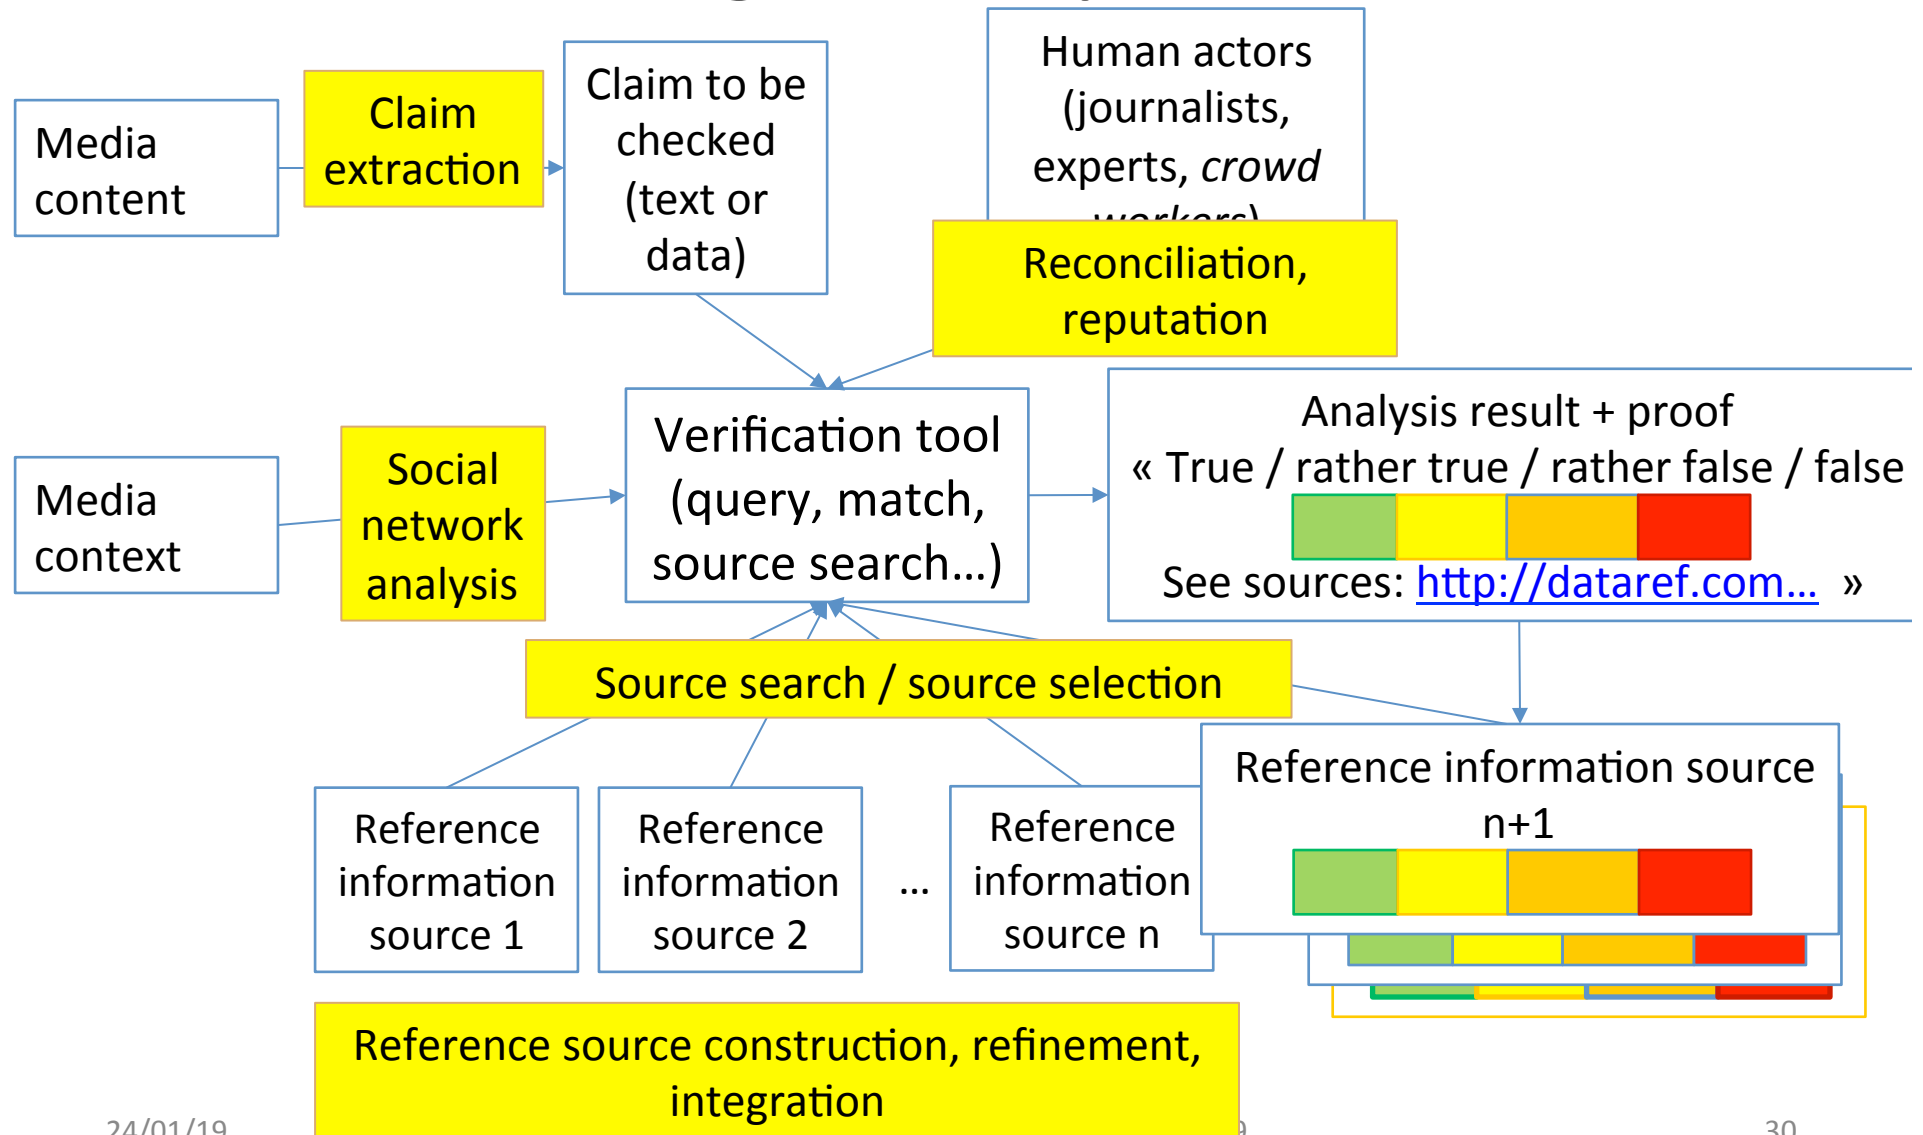 Media
content
Claim
extraction
Claim to be
checked
(text or
data)
Human actors
(journalists,
experts, crowd
workers)
Reconciliation,
reputation
Media
context
Social
network
analysis
Verification tool
(query, match,
source search…)
Analysis result + proof
« True / rather true / rather false / false
See sources: http://dataref.com… »
Source search / source selection
Reference
information
source 1
Reference
information
source 2
…
Reference
information
source n
Reference information source
n+1
Reference source construction, refinement,
integration
24/01/19
30